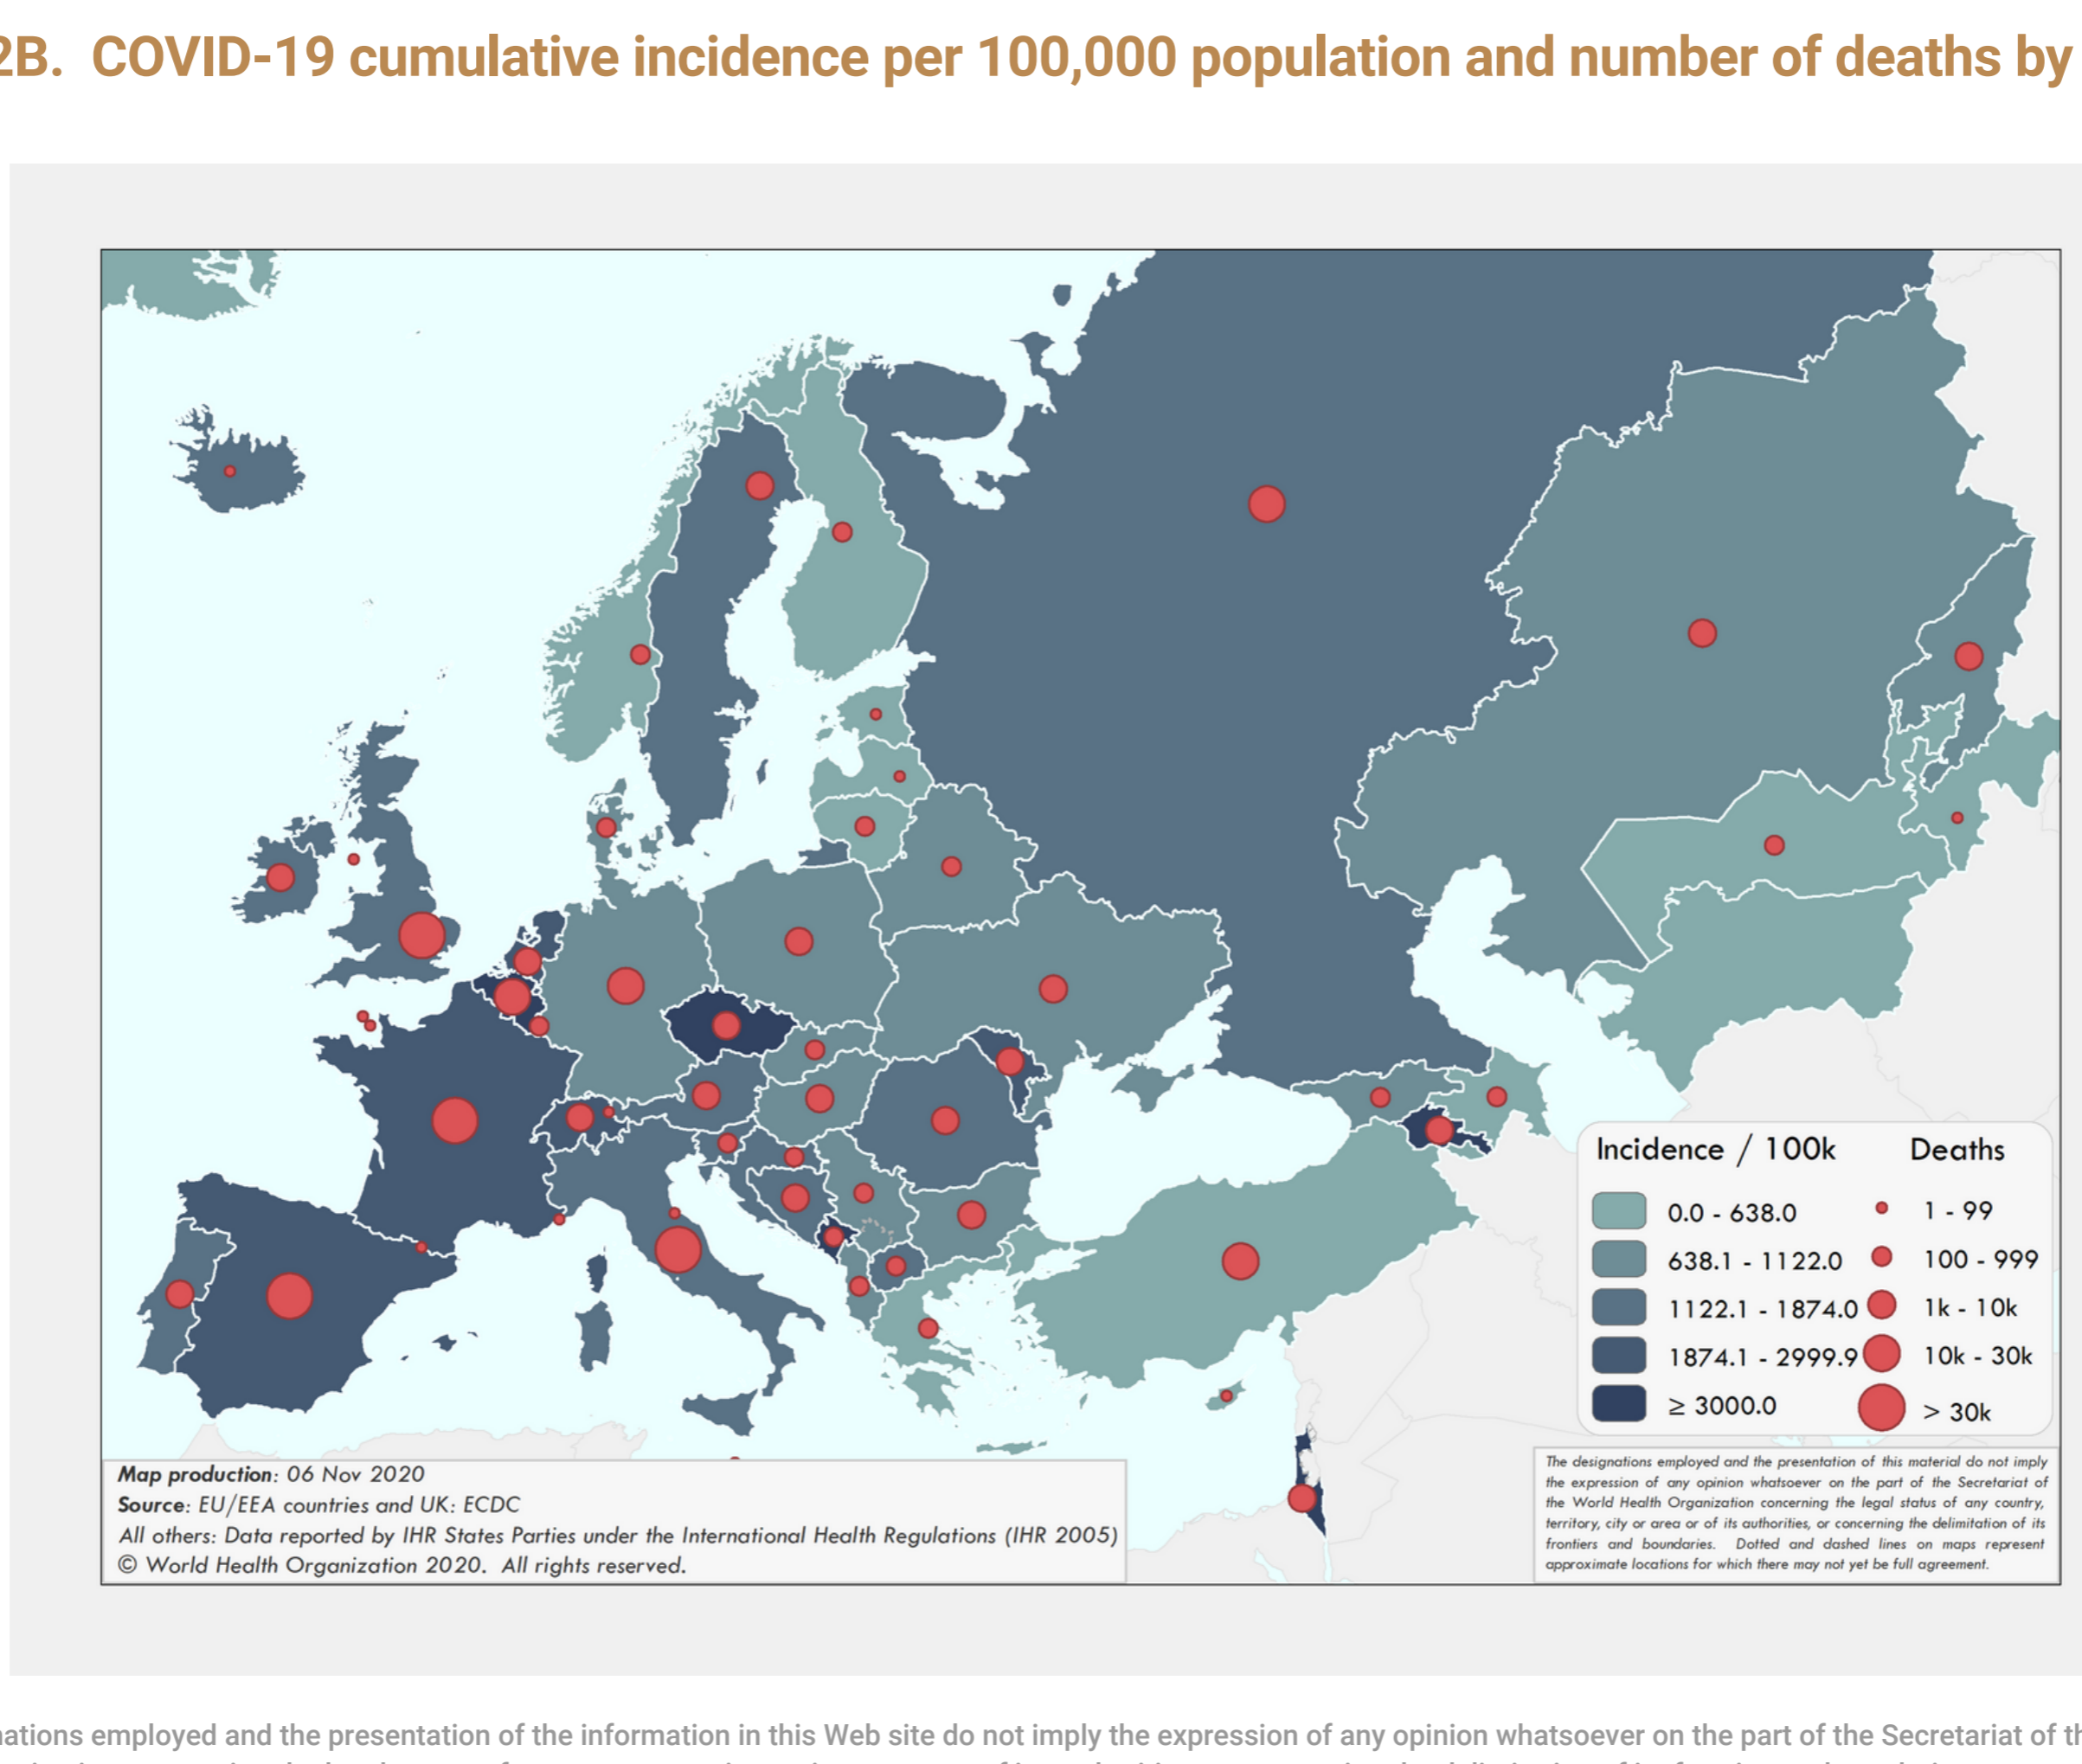 2B. COVID-19 cumulative incidence per 100,000 population and number of deaths by
Incidence / 100k Deaths
0.0 - 638.0 1 - 99
638.1 - 1122.0 100 - 999
1122.1 - 1874.0 1k - 10k
1874.1 - 2999.9 10k - 30k
≥ 3000.0 > 30k
Map production: 06 Nov 2020
Source: EU/EEA countries and UK: ECDC
All others: Data reported by IHR States Parties under the International Health Regulations (IHR 2005)
© World Health Organization 2020. All rights reserved.
The designations employed and the presentation of this material do not imply
the expression of any opinion whatsoever on the part of the Secretariat of
the World Health Organization concerning the legal status of any country,
territory, city or area or of its authorities, or concerning the delimitation of its
frontiers and boundaries. Dotted and dashed lines on maps represent
approximate locations for which there may not yet be full agreement.
nations employed and the presentation of the information in this Web site do not imply the expression of any opinion whatsoever on the part of the Secretariat of th